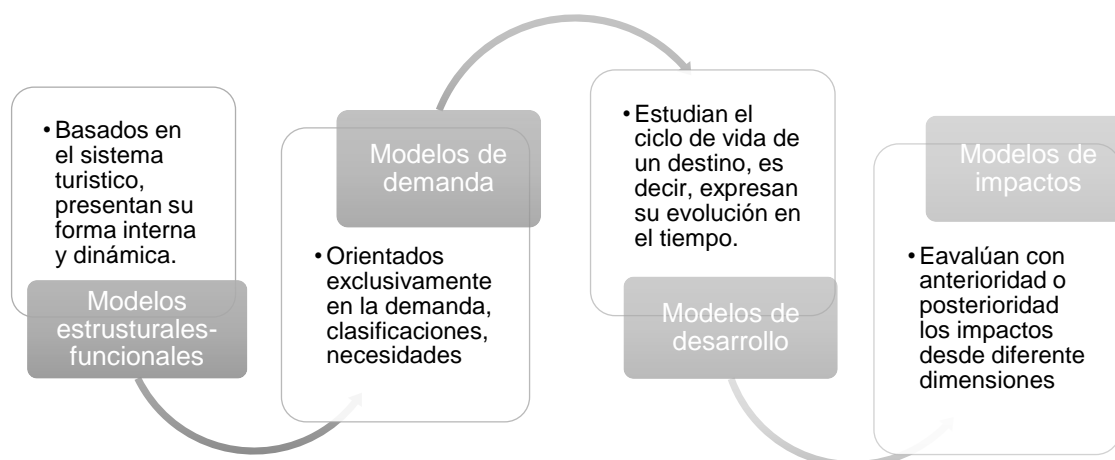 • Basados en
el sistema
turistico,
presentan su
forma interna
y dinámica.
Modelos
estrusturales-
funcionales
Modelos de
demanda
• Orientados
exclusivamente
en la demanda,
clasificaciones,
necesidades
• Estudian el
ciclo de vida de
un destino, es
decir, expresan
su evolución en
el tiempo.
Modelos de
desarrollo
Modelos de
impactos
• Eavalúan con
anterioridad o
posterioridad
los impactos
desde diferente
dimensiones